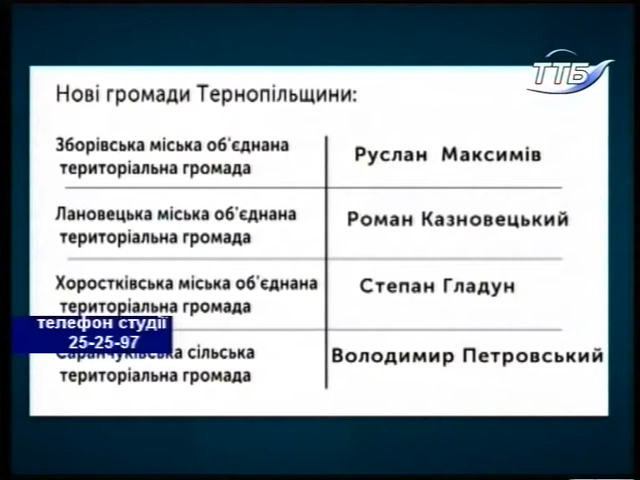 ТТБ
Нові громади Тернопільщини:
Зборівська міська об'єднана
територіальна громада
Руслан Максимів
Лановецька міська об'єднана
територіальна громада
Роман Казновецький
Хоростківська міська об'єднана
територіальна громада
Степан Гладун
телефон студії
25-25-97
Саранчуківська сільська
територіальна громада
Володимир Петровський